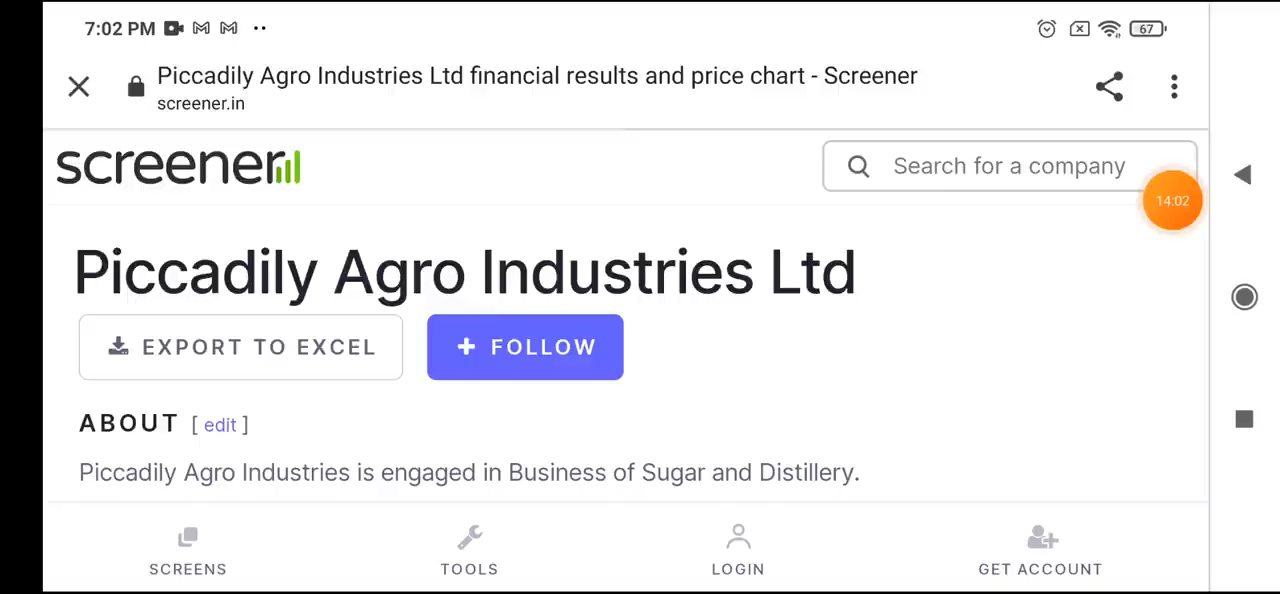 7:02 PM
67
Piccadily Agro Industries Ltd financial results and price chart - Screener
screener.in
screener
Search for a company
14:02
Piccadily Agro Industries Ltd
EXPORT TO EXCEL
+ FOLLOW
ABOUT [ edit ]
Piccadily Agro Industries is engaged in Business of Sugar and Distillery.
SCREENS
TOOLS
LOGIN
GET ACCOUNT